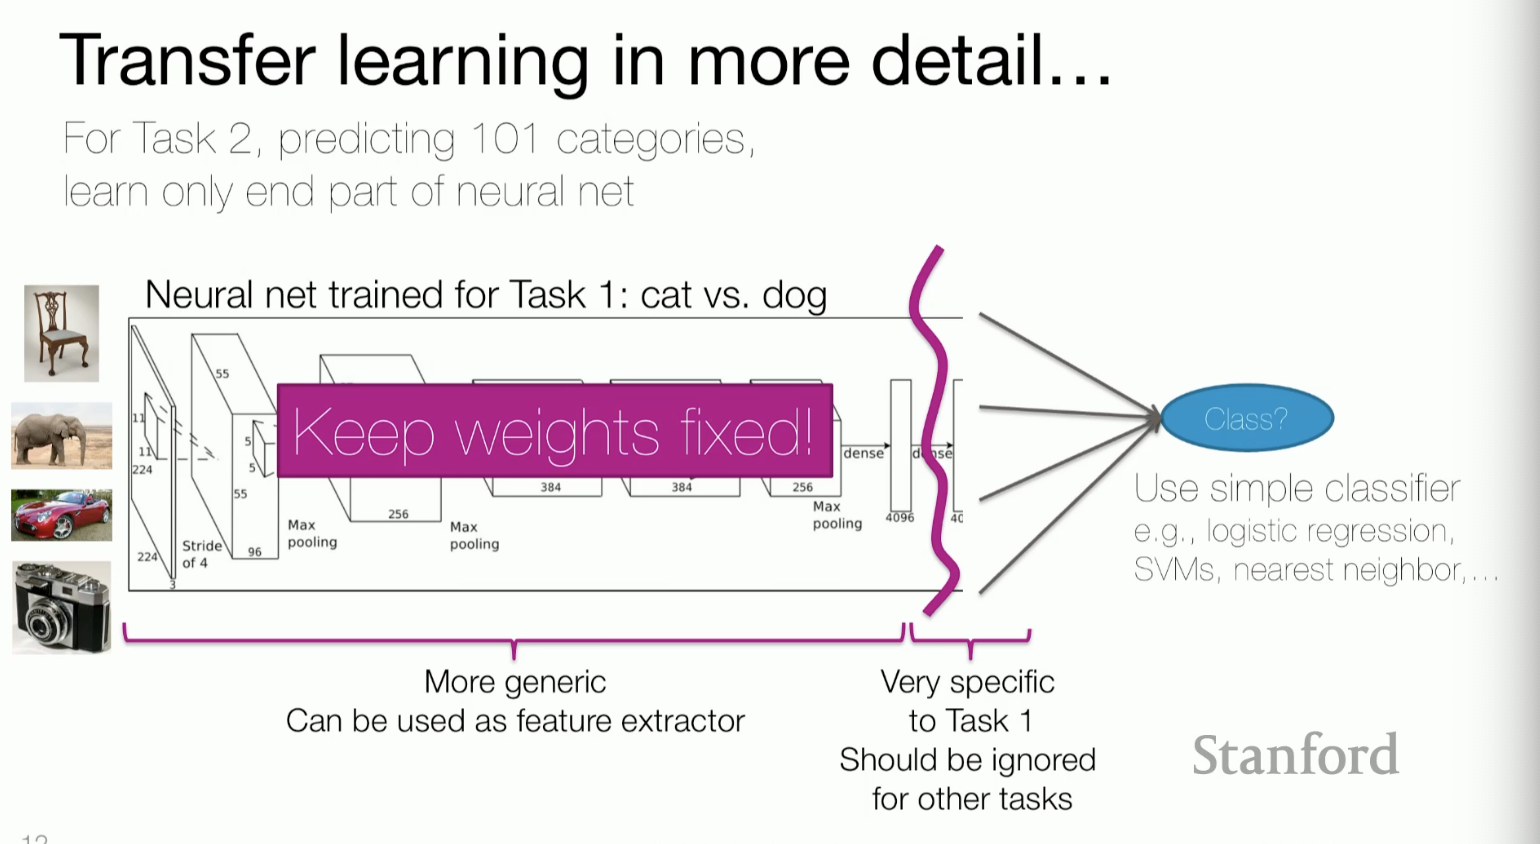 Transfer learning in more detail…
For Task 2, predicting 101 categories,
learn only end part of neural net
Neural net trained for Task 1: cat vs. dog
55
11
11
224
5
5
55
224
3
Stride
of 4
96
Max
pooling
256
Max
pooling
Keep weights fixed!
384
384
256
Max
pooling
dense
4096
dense
Class?
Use simple classifier
e.g., logistic regression,
SVMs, nearest neighbor,…
More generic
Can be used as feature extractor
Very specific
to Task 1
Should be ignored
for other tasks
Stanford